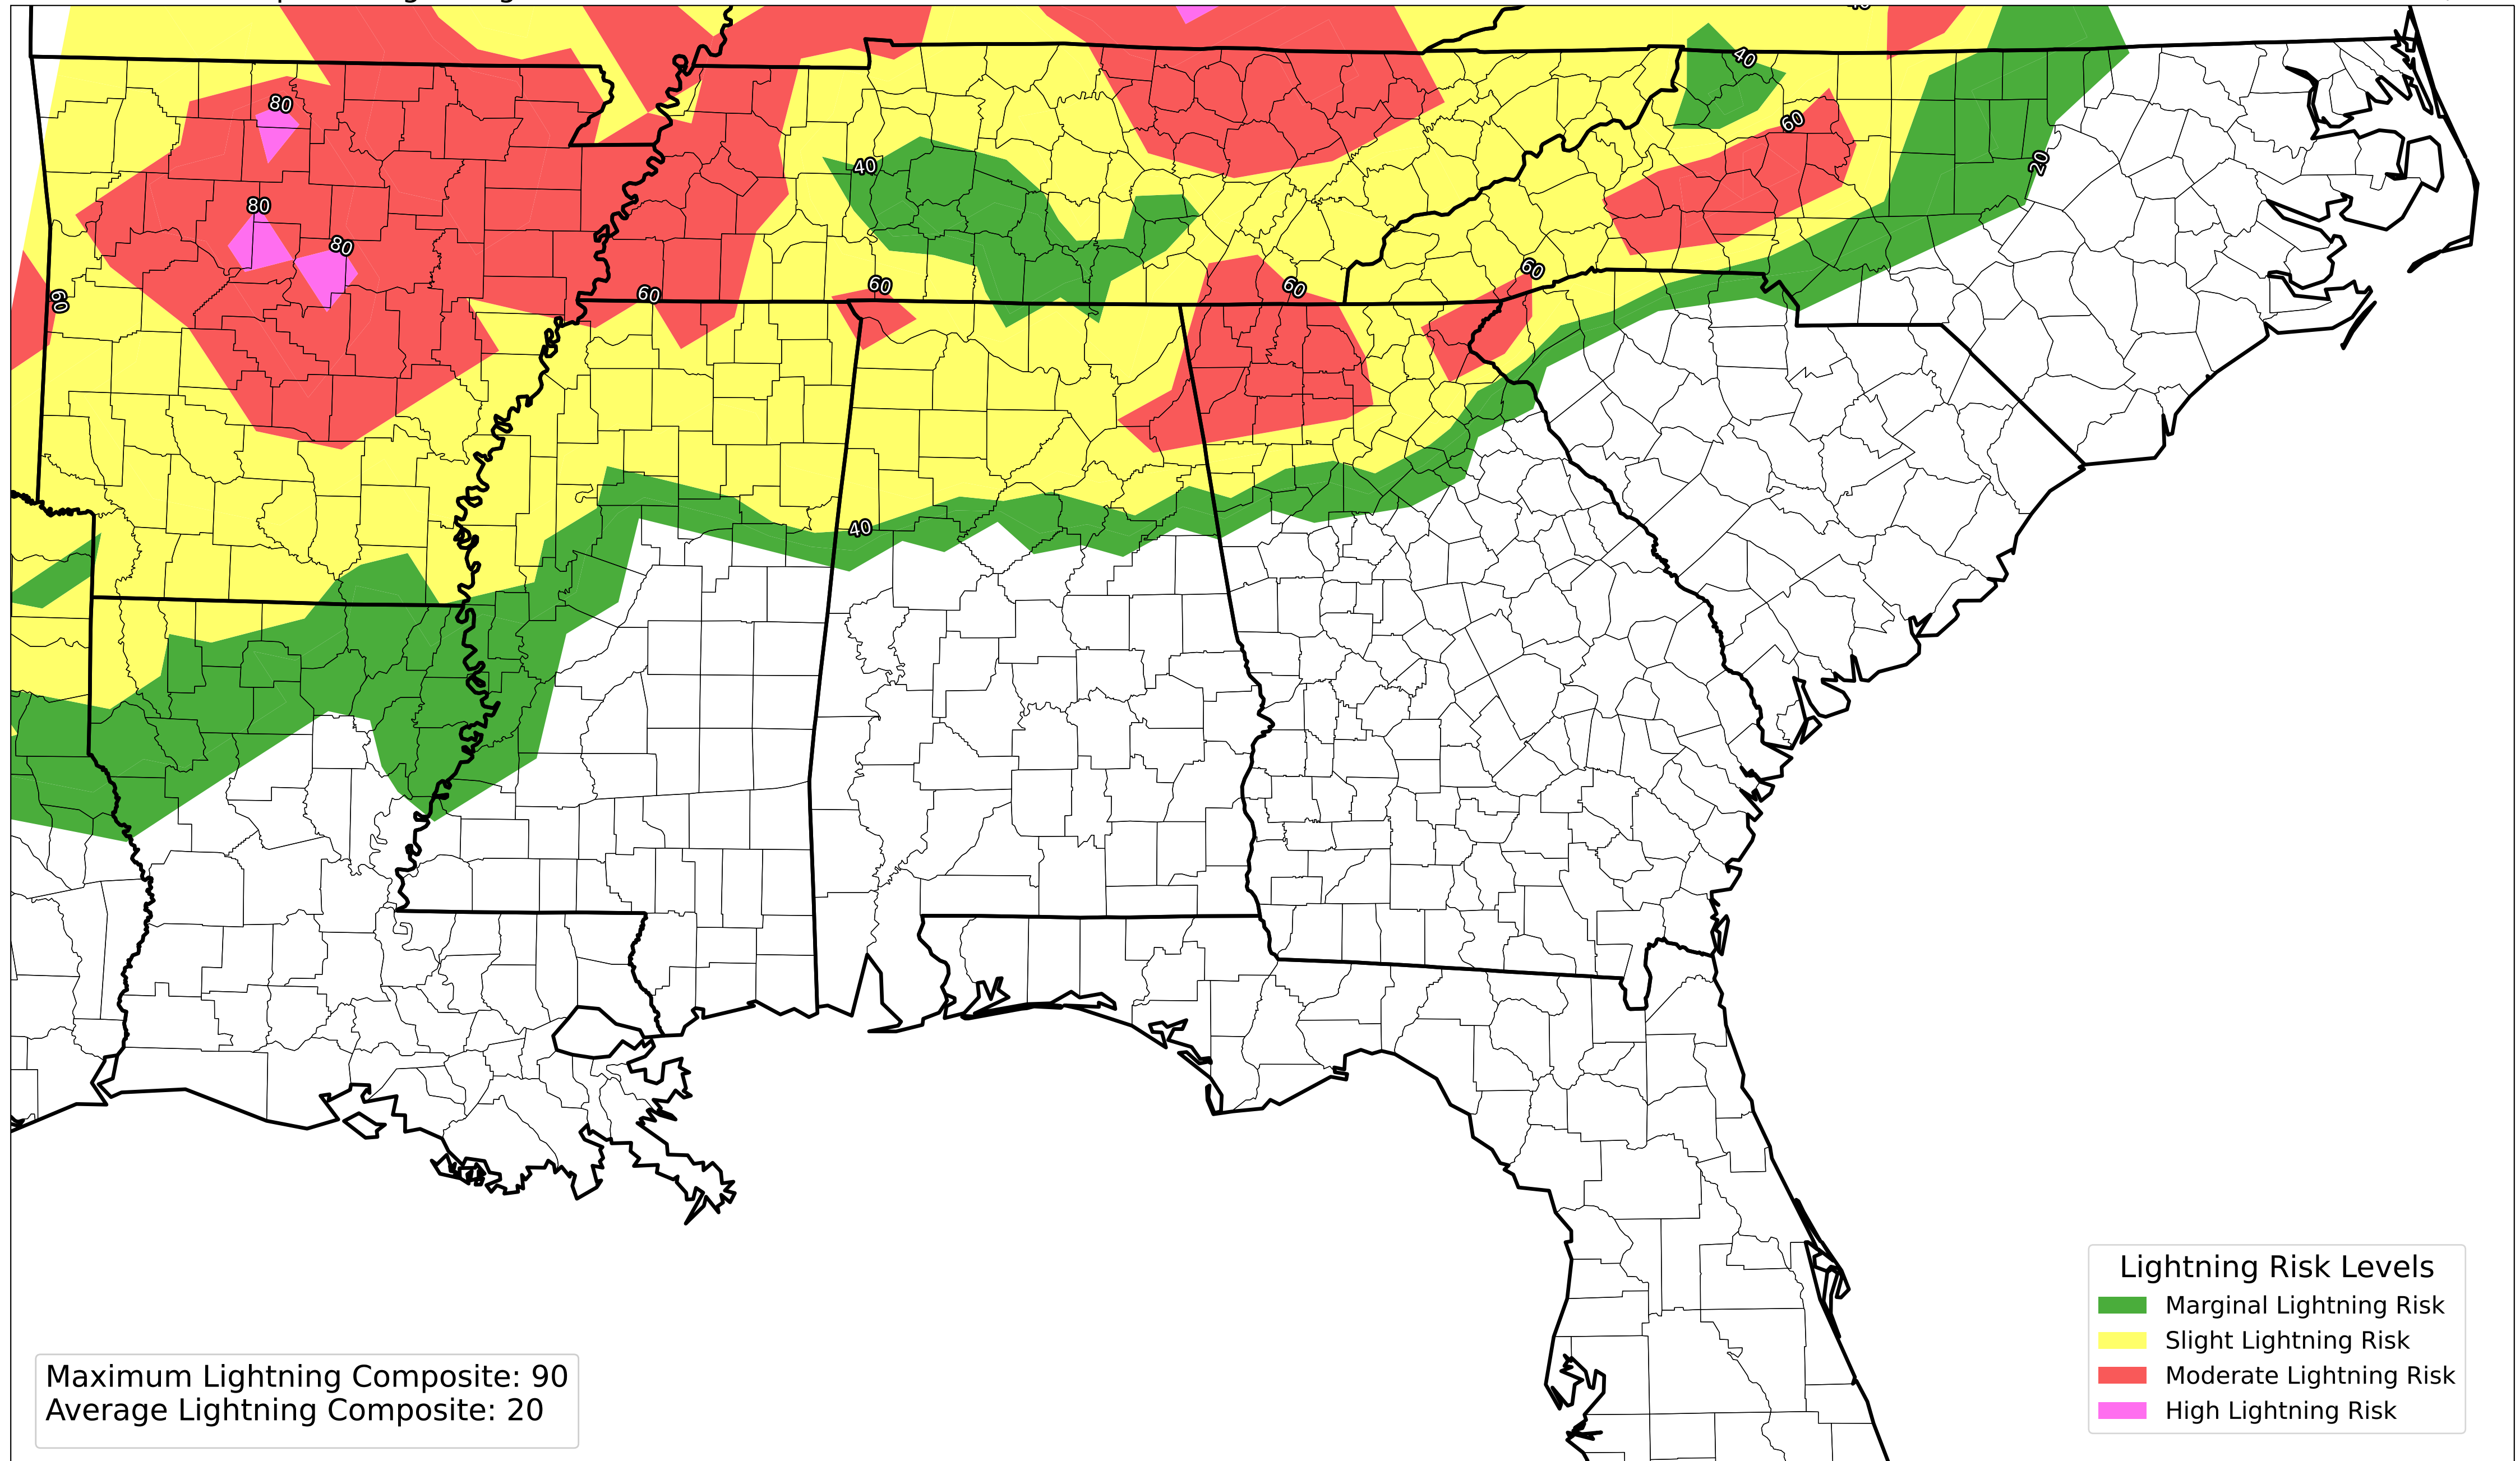 40
40
80
60
40
20
80
80
60
60
60
60
60
40
Lightning Risk Levels
Marginal Lightning Risk
Slight Lightning Risk
Moderate Lightning Risk
High Lightning Risk
Maximum Lightning Composite: 90
Average Lightning Composite: 20